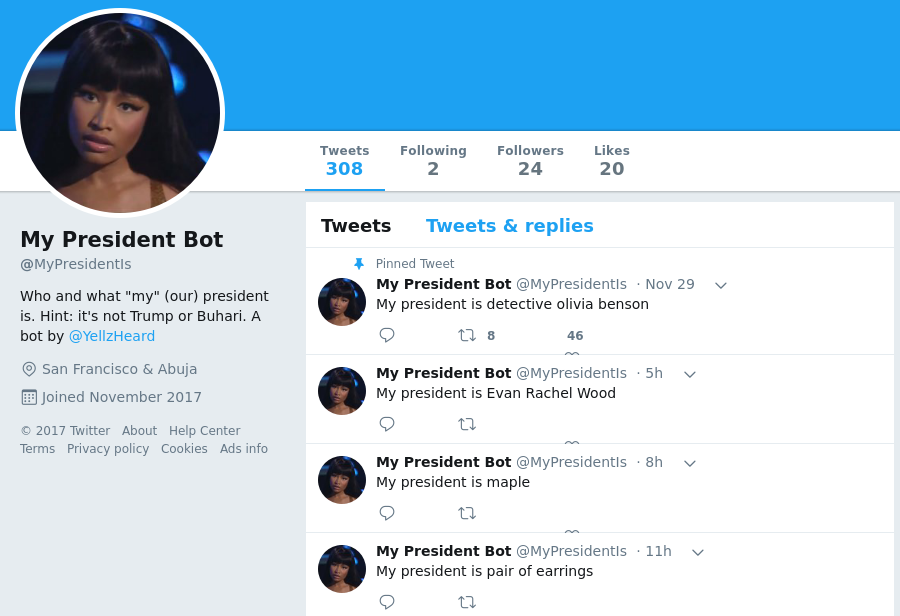 Tweets Following Followers Likes
308 2 24 20
My President Bot
@MyPresidentIs
Who and what "my" (our) president
is. Hint: it's not Trump or Buhari. A
bot by @YellzHeard
San Francisco & Abuja
Joined November 2017
© 2017 Twitter About Help Center
Terms Privacy policy Cookies Ads info
Tweets Tweets & replies
Pinned Tweet
My President Bot @MyPresidentIs · Nov 29
My president is detective olivia benson
8 46
My President Bot @MyPresidentIs · 5h
My president is Evan Rachel Wood
My President Bot @MyPresidentIs · 8h
My president is maple
My President Bot @MyPresidentIs · 11h
My president is pair of earrings